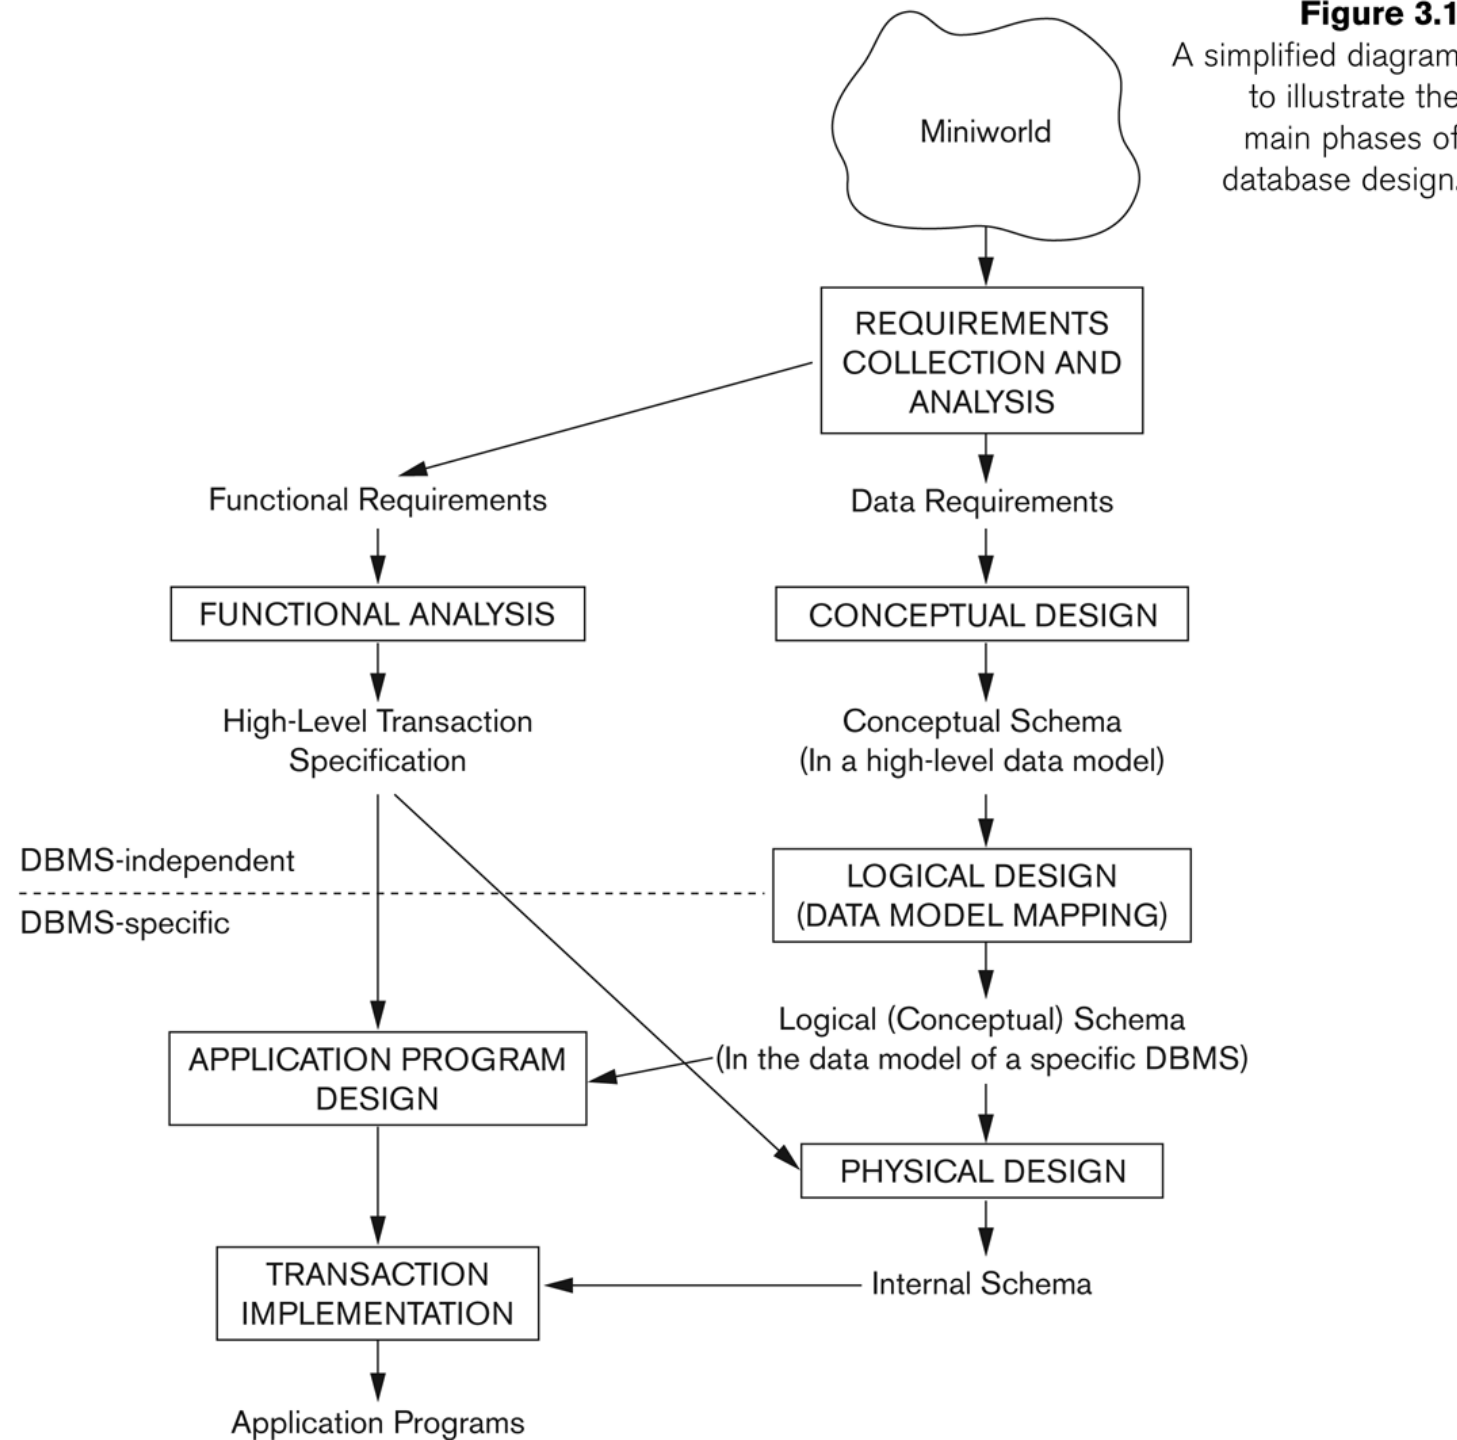 Figure 3.1
A simplified diagram
to illustrate the
main phases of
database design.
Miniworld
REQUIREMENTS
COLLECTION AND
ANALYSIS
Functional Requirements
Data Requirements
FUNCTIONAL ANALYSIS
CONCEPTUAL DESIGN
High-Level Transaction
Specification
Conceptual Schema
(In a high-level data model)
DBMS-independent
DBMS-specific
LOGICAL DESIGN
(DATA MODEL MAPPING)
Logical (Conceptual) Schema
(In the data model of a specific DBMS)
APPLICATION PROGRAM
DESIGN
PHYSICAL DESIGN
TRANSACTION
IMPLEMENTATION
Internal Schema
Application Programs